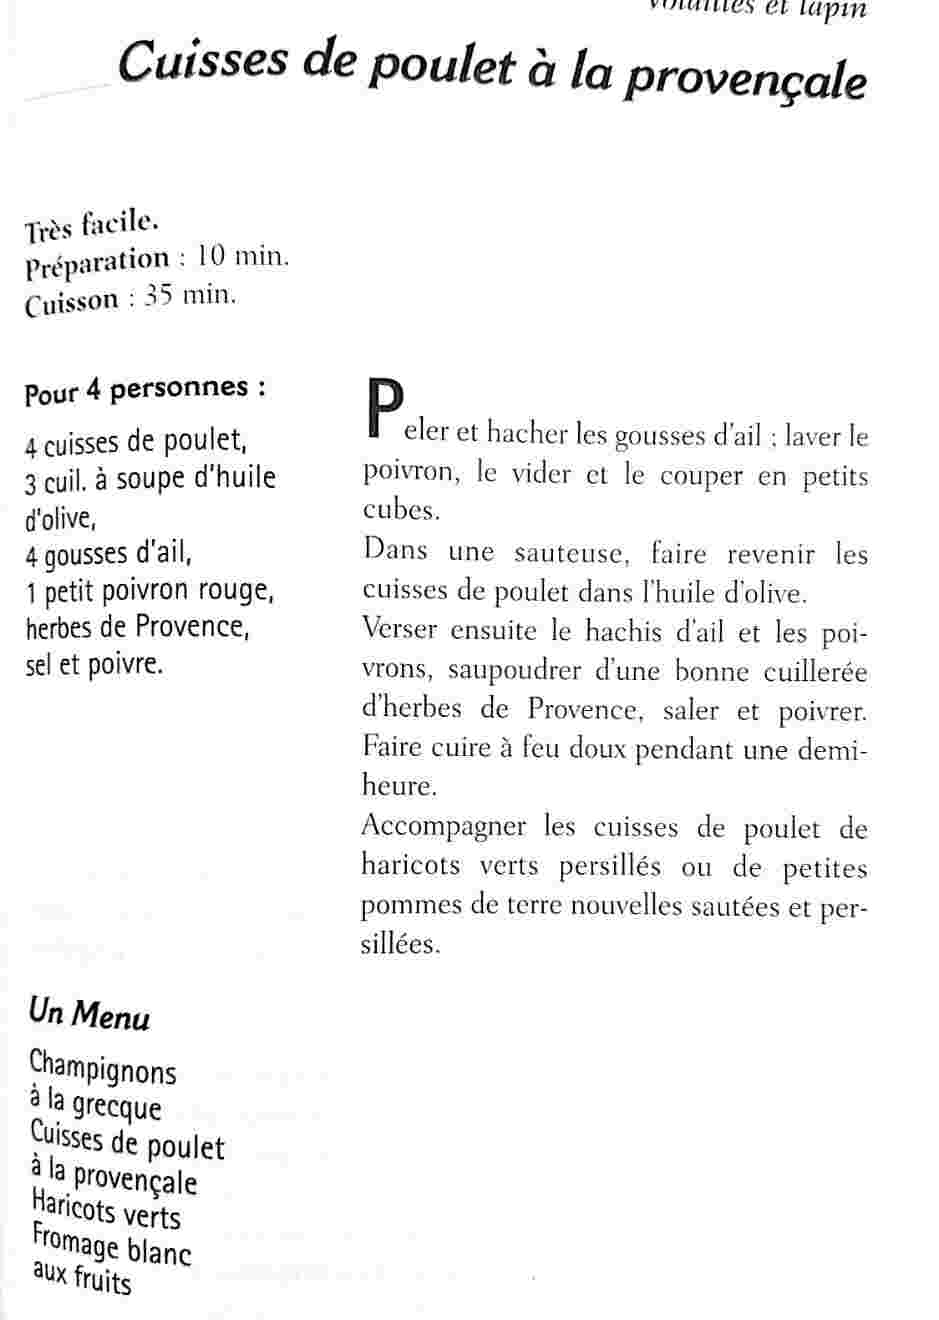 Volailles et lapin
Cuisses de poulet à la provençale
Très facile.
Préparation : 10 min.
Cuisson : 35 min.
Pour 4 personnes :
4 cuisses de poulet,
3 cuil. à soupe d'huile
d'olive,
4 gousses d'ail,
1 petit poivron rouge,
herbes de Provence,
sel et poivre.
Peler et hacher les gousses d'ail ; laver le
poivron, le vider et le couper en petits
cubes.
Dans une sauteuse, faire revenir les
cuisses de poulet dans l'huile d'olive.
Verser ensuite le hachis d'ail et les poi-
vrons, saupoudrer d'une bonne cuillerée
d'herbes de Provence, saler et poivrer.
Faire cuire à feu doux pendant une demi-
heure.
Accompagner les cuisses de poulet de
haricots verts persillés ou de petites
pommes de terre nouvelles sautées et per-
sillées.
Un Menu
Champignons
à la grecque
Cuisses de poulet
à la provençale
Haricots verts
Fromage blanc
aux fruits